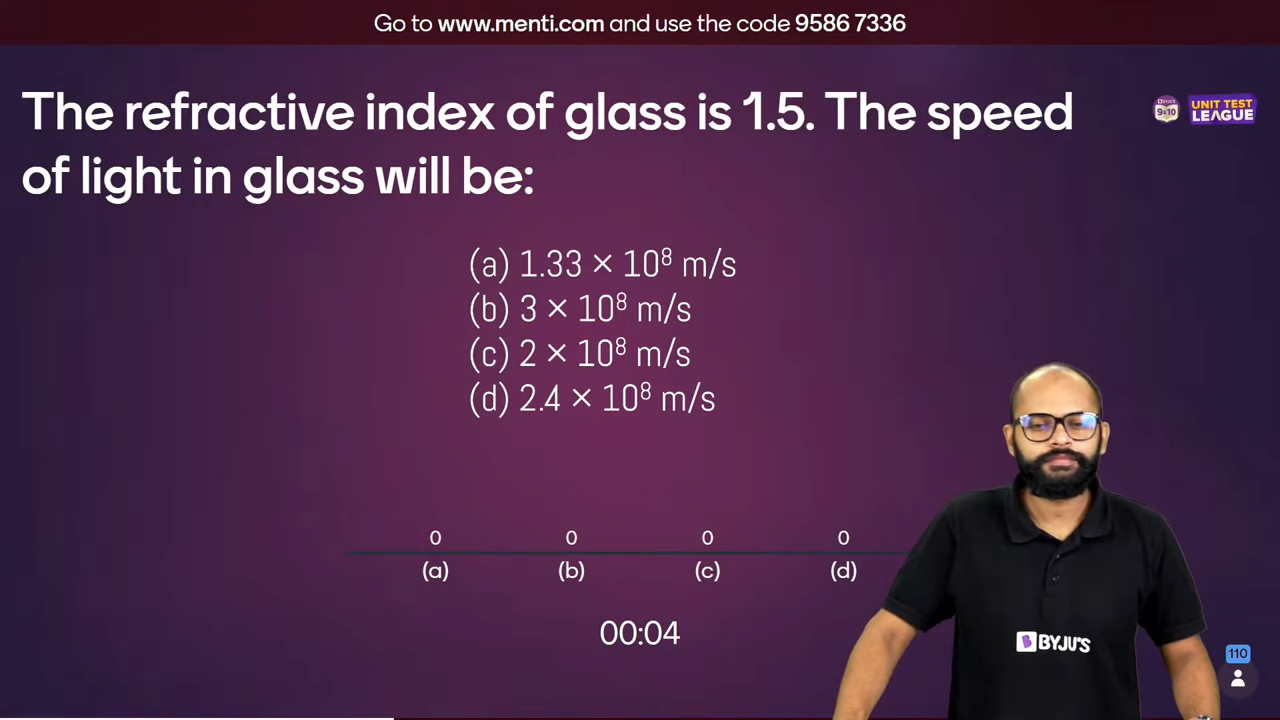 Go to www.menti.com and use the code 9586 7336
The refractive index of glass is 1.5. The speed
of light in glass will be:
UNIT TEST
LEAGUE
9&10
(a) 1.33 × 10⁸ m/s
(b) 3 × 10⁸ m/s
(c) 2 × 10⁸ m/s
(d) 2.4 × 10⁸ m/s
0 0 0 0
(a) (b) (c) (d)
00:04
BYJU'S
110